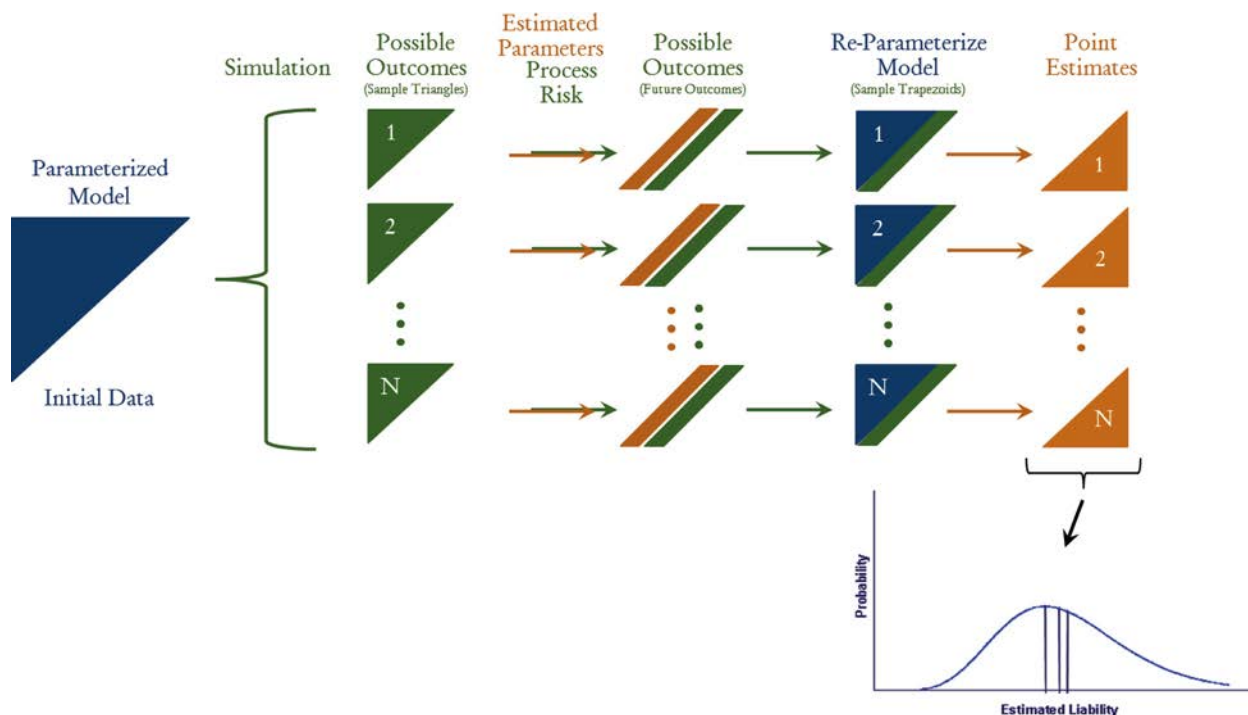 Simulation
Possible
Outcomes
(Sample Triangles)
Estimated
Parameters
Process
Risk
Possible
Outcomes
(Future Outcomes)
Re-Parameterize
Model
(Sample Trapezoids)
Point
Estimates
Parameterized
Model
Initial Data
1
1
1
2
2
2
N
N
N
Probability
Estimated Liability